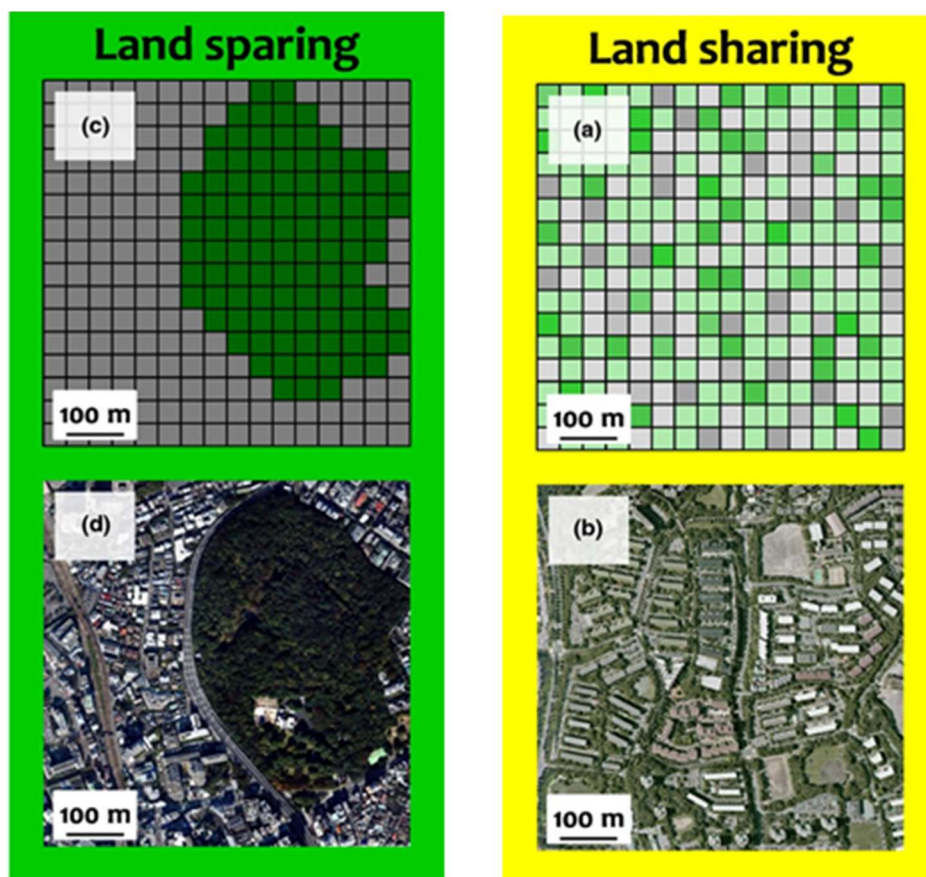 Land sparing
(c)
100 m
(d)
100 m
Land sharing
(a)
100 m
(b)
100 m